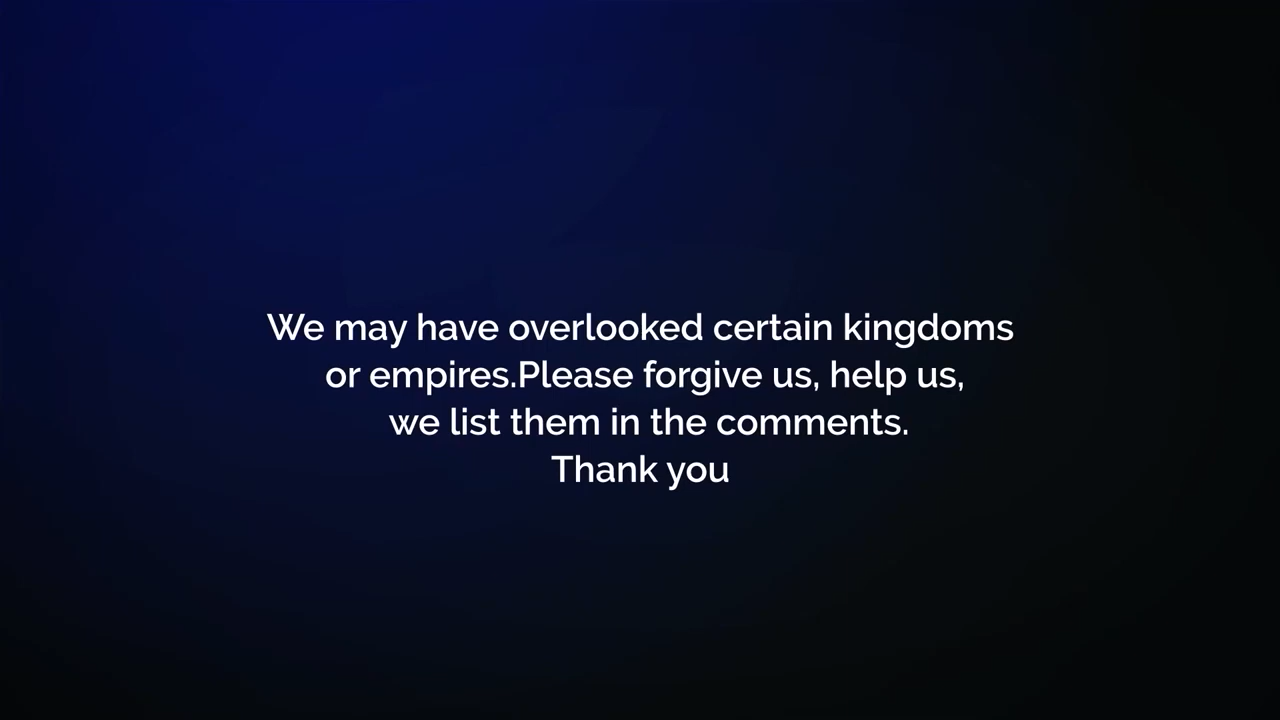 We may have overlooked certain kingdoms
or empires.Please forgive us, help us,
we list them in the comments.
Thank you